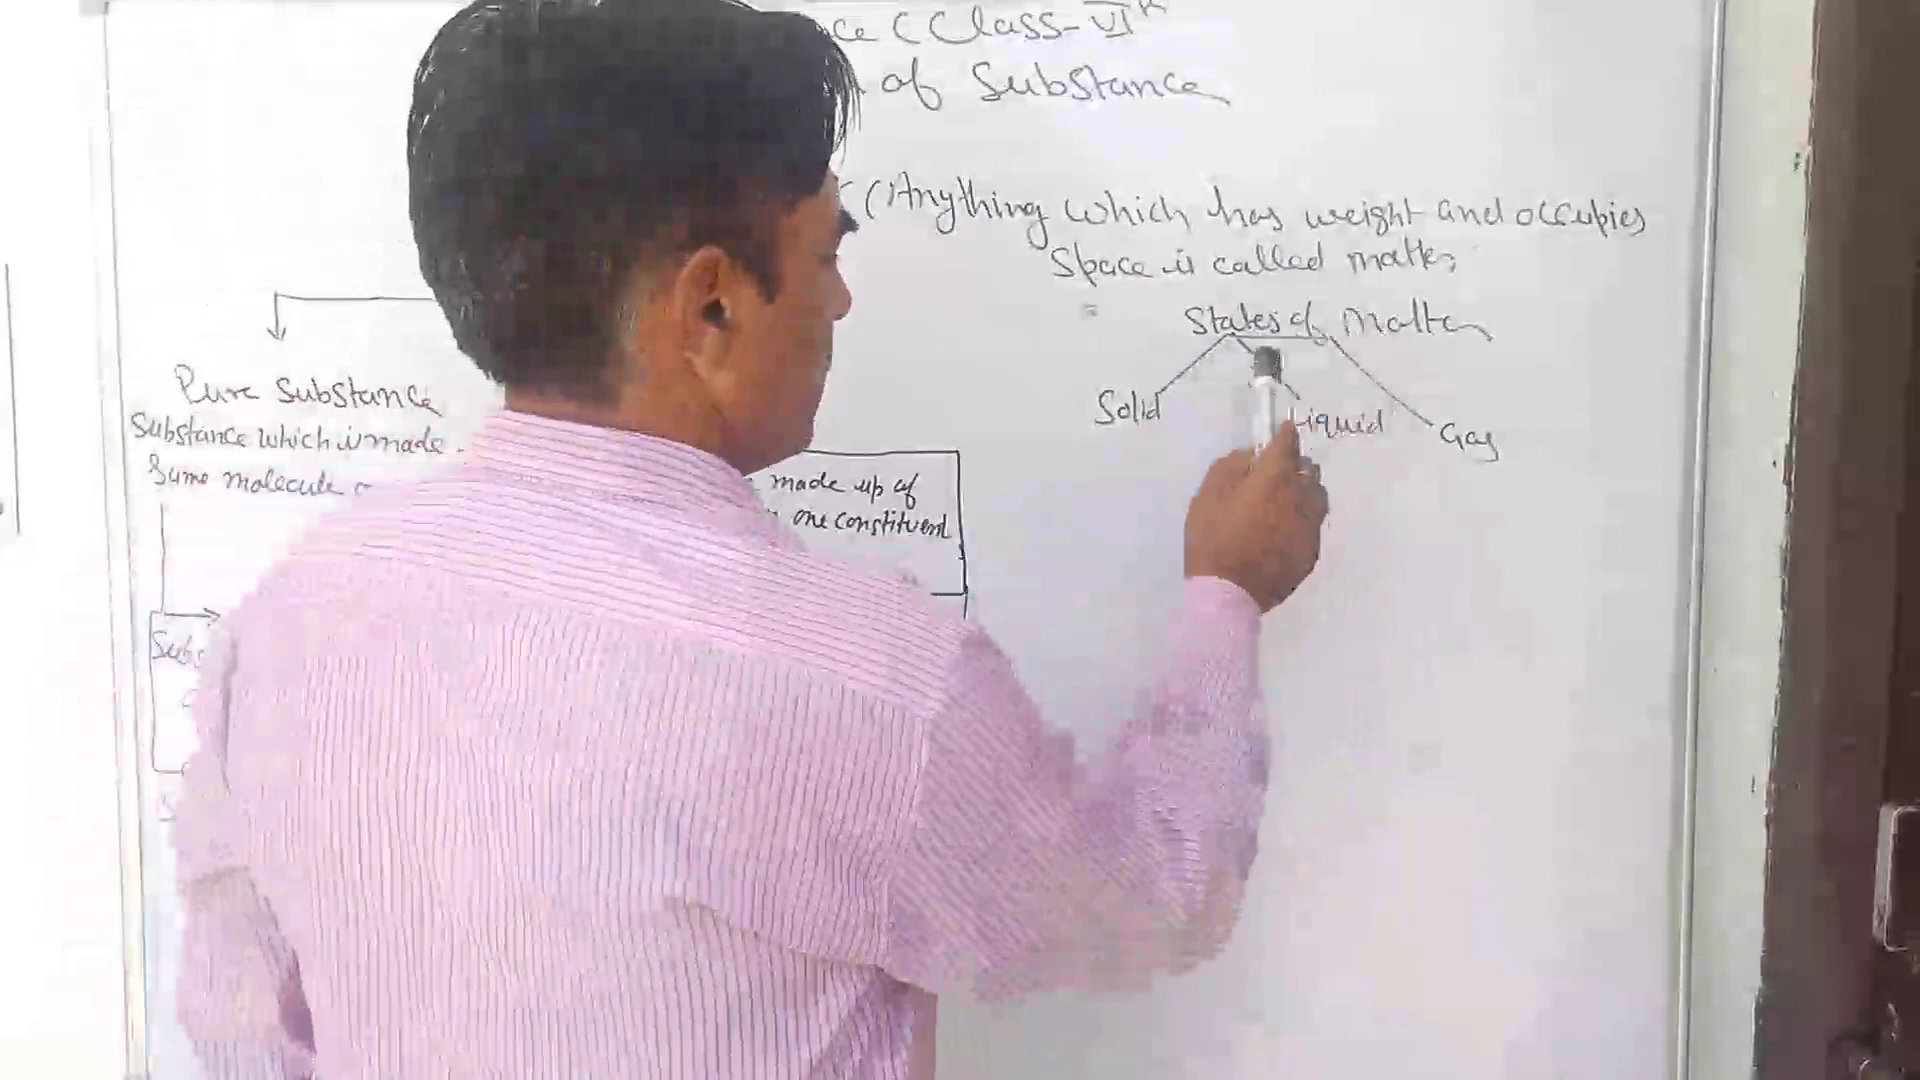 ce (Class-VIth
of Substance
(Anything which has weight and occupies
Space is called matter
States of Matter
Solid
Liquid
Gas
Pure Substance
Substance which is made
Same molecule
made up of
one constituent
Subs